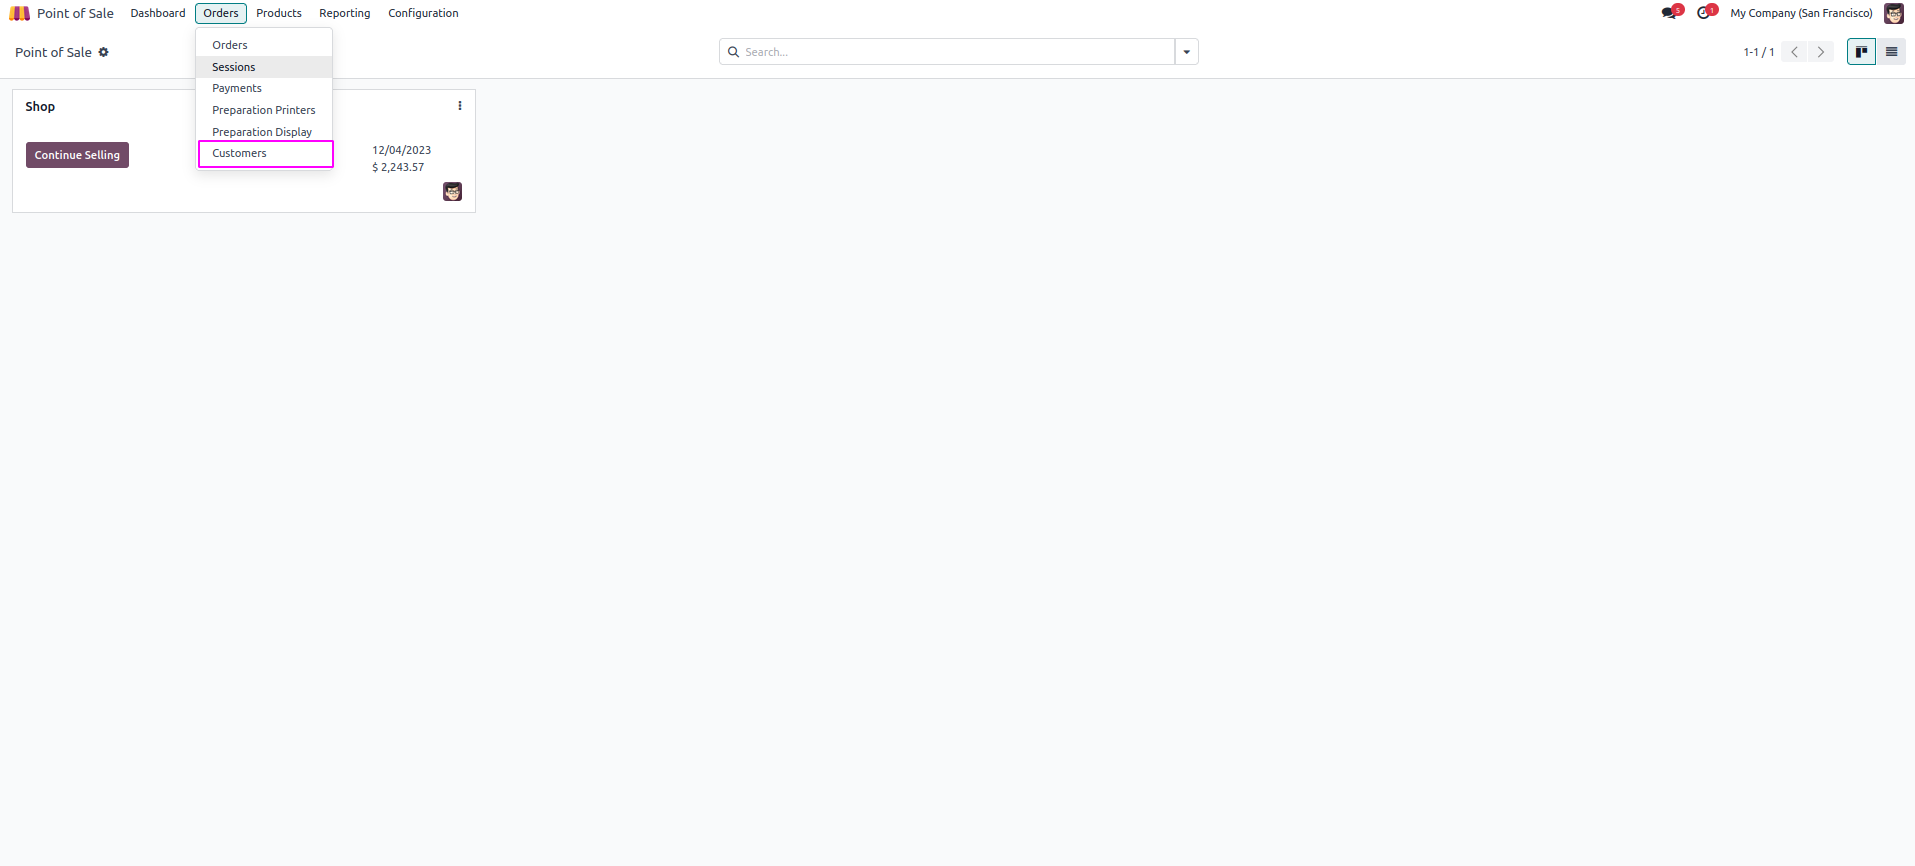 Point of Sale Dashboard Orders Products Reporting Configuration 5 1 My Company (San Francisco)
Point of Sale Search... 1-1 / 1
Orders
Sessions
Payments
Preparation Printers
Preparation Display
Customers
Shop
Continue Selling
12/04/2023
$ 2,243.57